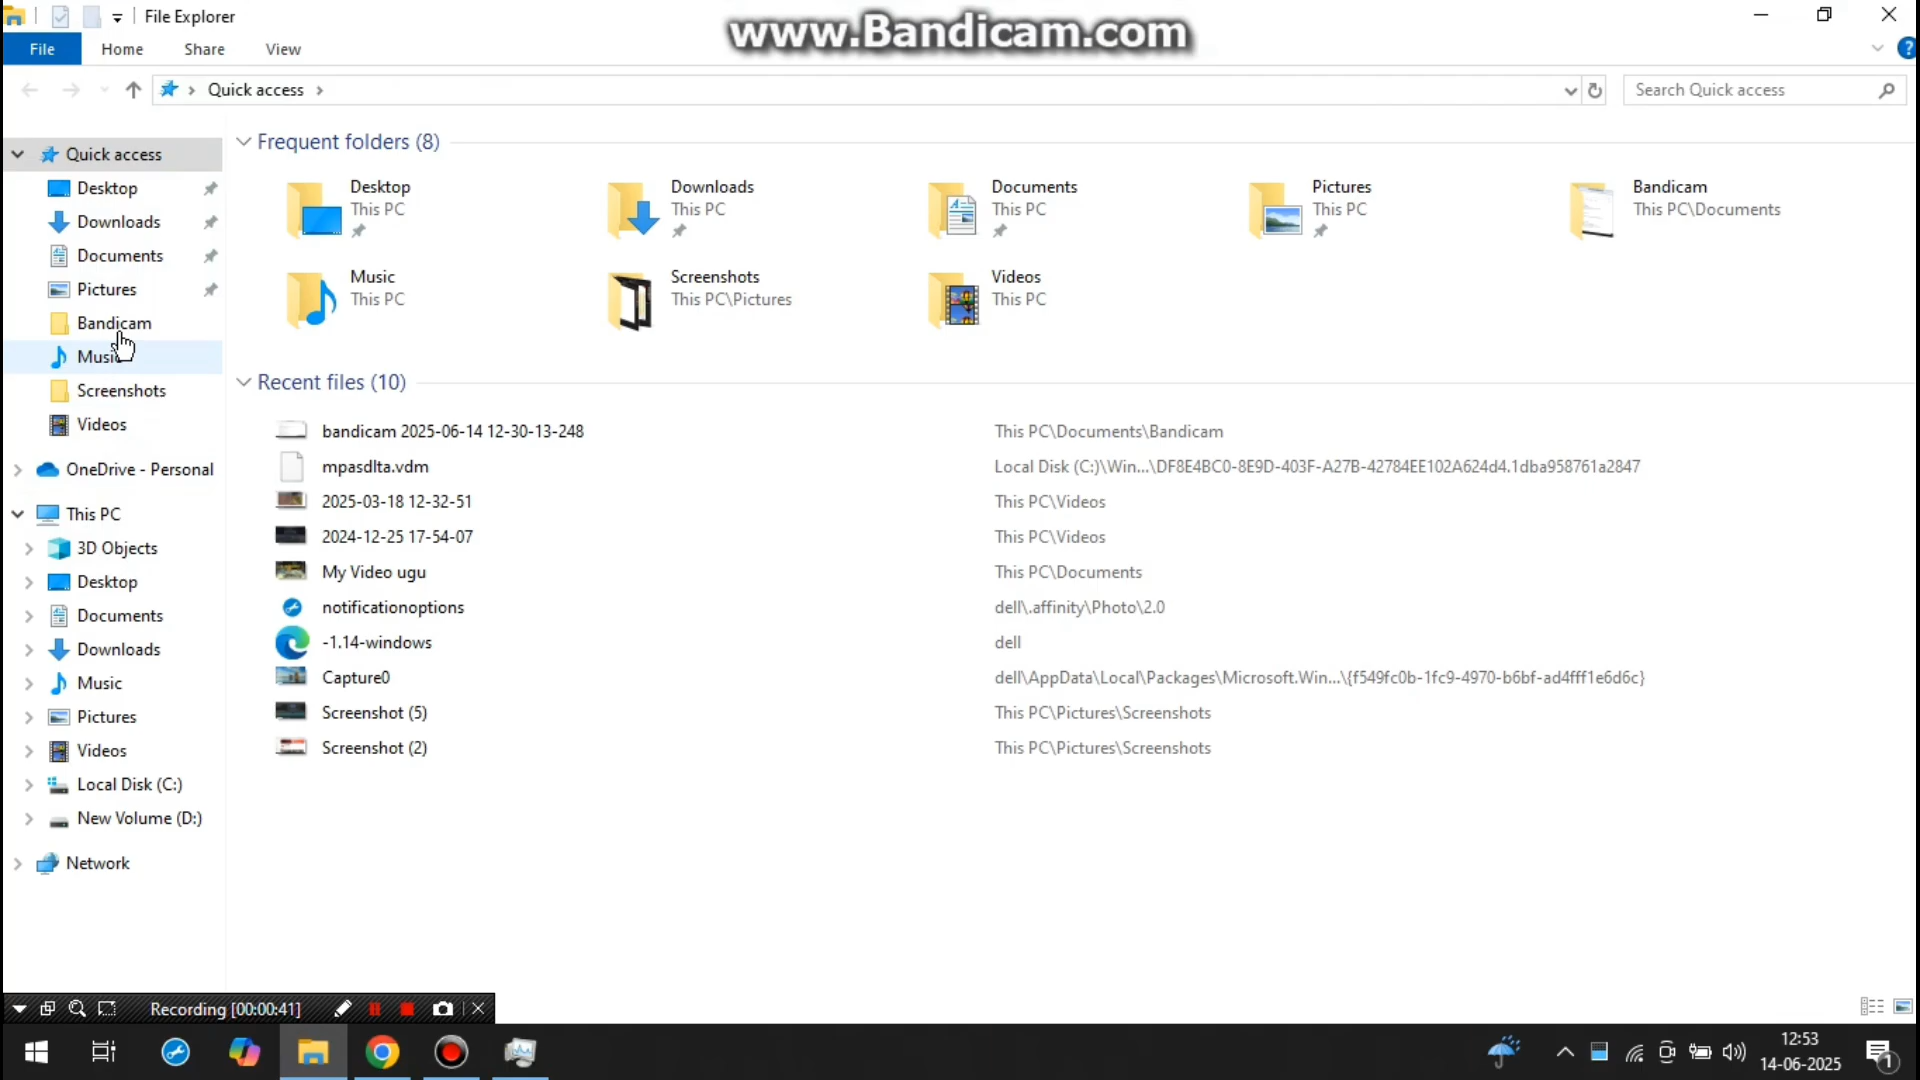 File Explorer
www.Bandicam.com
File Home Share View
Quick access
Search Quick access
Quick access
Desktop
Downloads
Documents
Pictures
Bandicam
Music
Screenshots
Videos
OneDrive - Personal
This PC
3D Objects
Desktop
Documents
Downloads
Music
Pictures
Videos
Local Disk (C:)
New Volume (D:)
Network
Frequent folders (8)
Desktop
This PC
Downloads
This PC
Documents
This PC
Pictures
This PC
Bandicam
This PC\Documents
Music
This PC
Screenshots
This PC\Pictures
Videos
This PC
Recent files (10)
bandicam 2025-06-14 12-30-13-248 This PC\Documents\Bandicam
mpasdlta.vdm Local Disk (C:)\Win...\DF8E4BC0-8E9D-403F-A27B-42784EE102A624d4.1dba958761a2847
2025-03-18 12-32-51 This PC\Videos
2024-12-25 17-54-07 This PC\Videos
My Video ugu This PC\Documents
notificationoptions dell\.affinity\Photo\2.0
-1.14-windows dell
Capture0 dell\AppData\Local\Packages\Microsoft.Win...\{f549fc0b-1fc9-4970-b6bf-ad4fff1e6d6c}
Screenshot (5) This PC\Pictures\Screenshots
Screenshot (2) This PC\Pictures\Screenshots
Recording [00:00:41]
12:53
14-06-2025
1